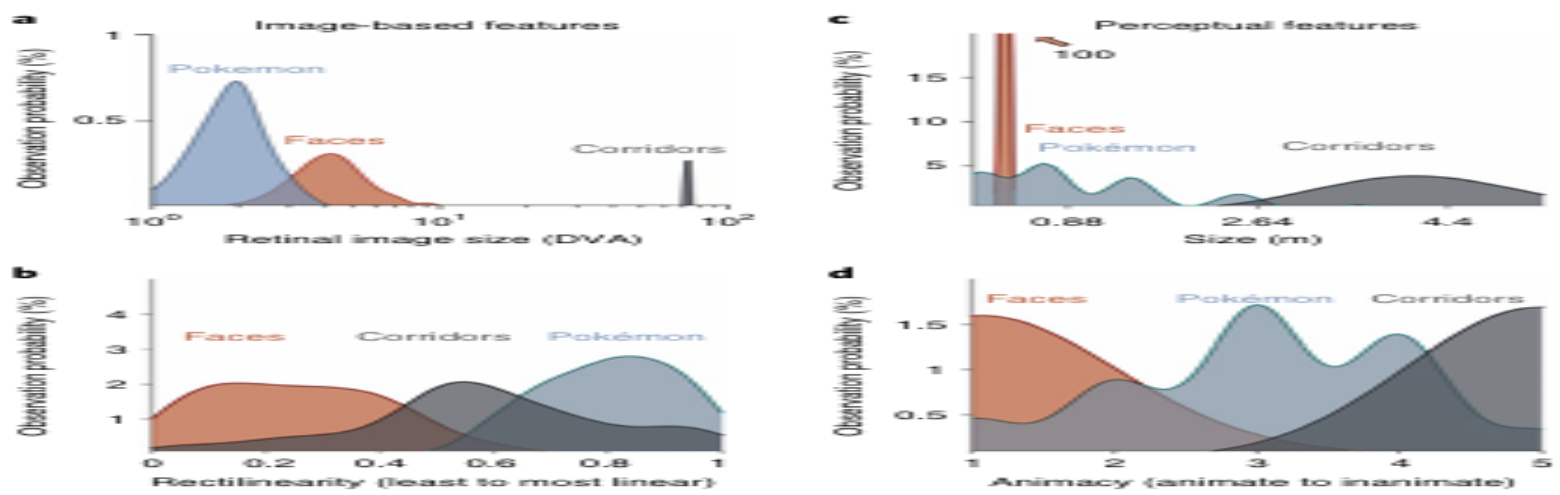 a
Image-based features
Observation probability (%)
1
0.5
Pokemon
Faces
Corridors
10⁰ 10¹ 10²
Retinal image size (DVA)
b
Observation probability (%)
4
3
2
1
Faces Corridors Pokémon
0 0.2 0.4 0.6 0.8 1
Rectilinearity (least to most linear)
c
Perceptual features
Observation probability (%)
100
15
10
5
Faces
Pokémon Corridors
0.88 2.64 4.4
Size (m)
d
Observation probability (%)
1.5
1
0.5
Faces Pokémon Corridors
1 2 3 4 5
Animacy (animate to inanimate)